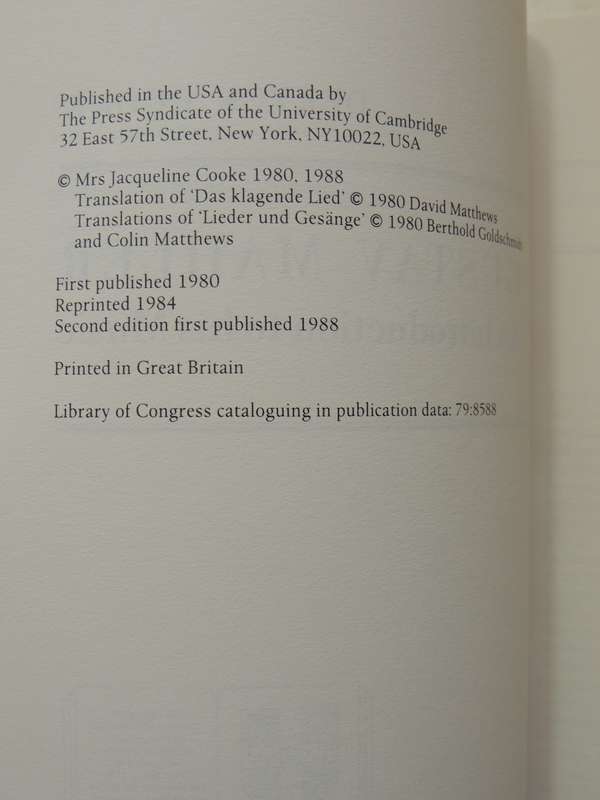 Published in the USA and Canada by
The Press Syndicate of the University of Cambridge
32 East 57th Street, New York, NY10022, USA
© Mrs Jacqueline Cooke 1980, 1988
Translation of ‘Das klagende Lied’ © 1980 David Matthews
Translations of ‘Lieder und Gesänge’ © 1980 Berthold Goldschmidt
and Colin Matthews
First published 1980
Reprinted 1984
Second edition first published 1988
Printed in Great Britain
Library of Congress cataloguing in publication data: 79:8588